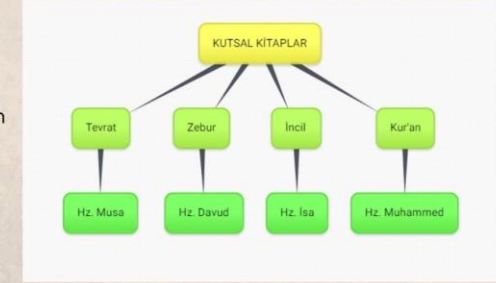 KUTSAL KİTAPLAR
Tevrat Zebur İncil Kur'an
Hz. Musa Hz. Davud Hz. İsa Hz. Muhammed